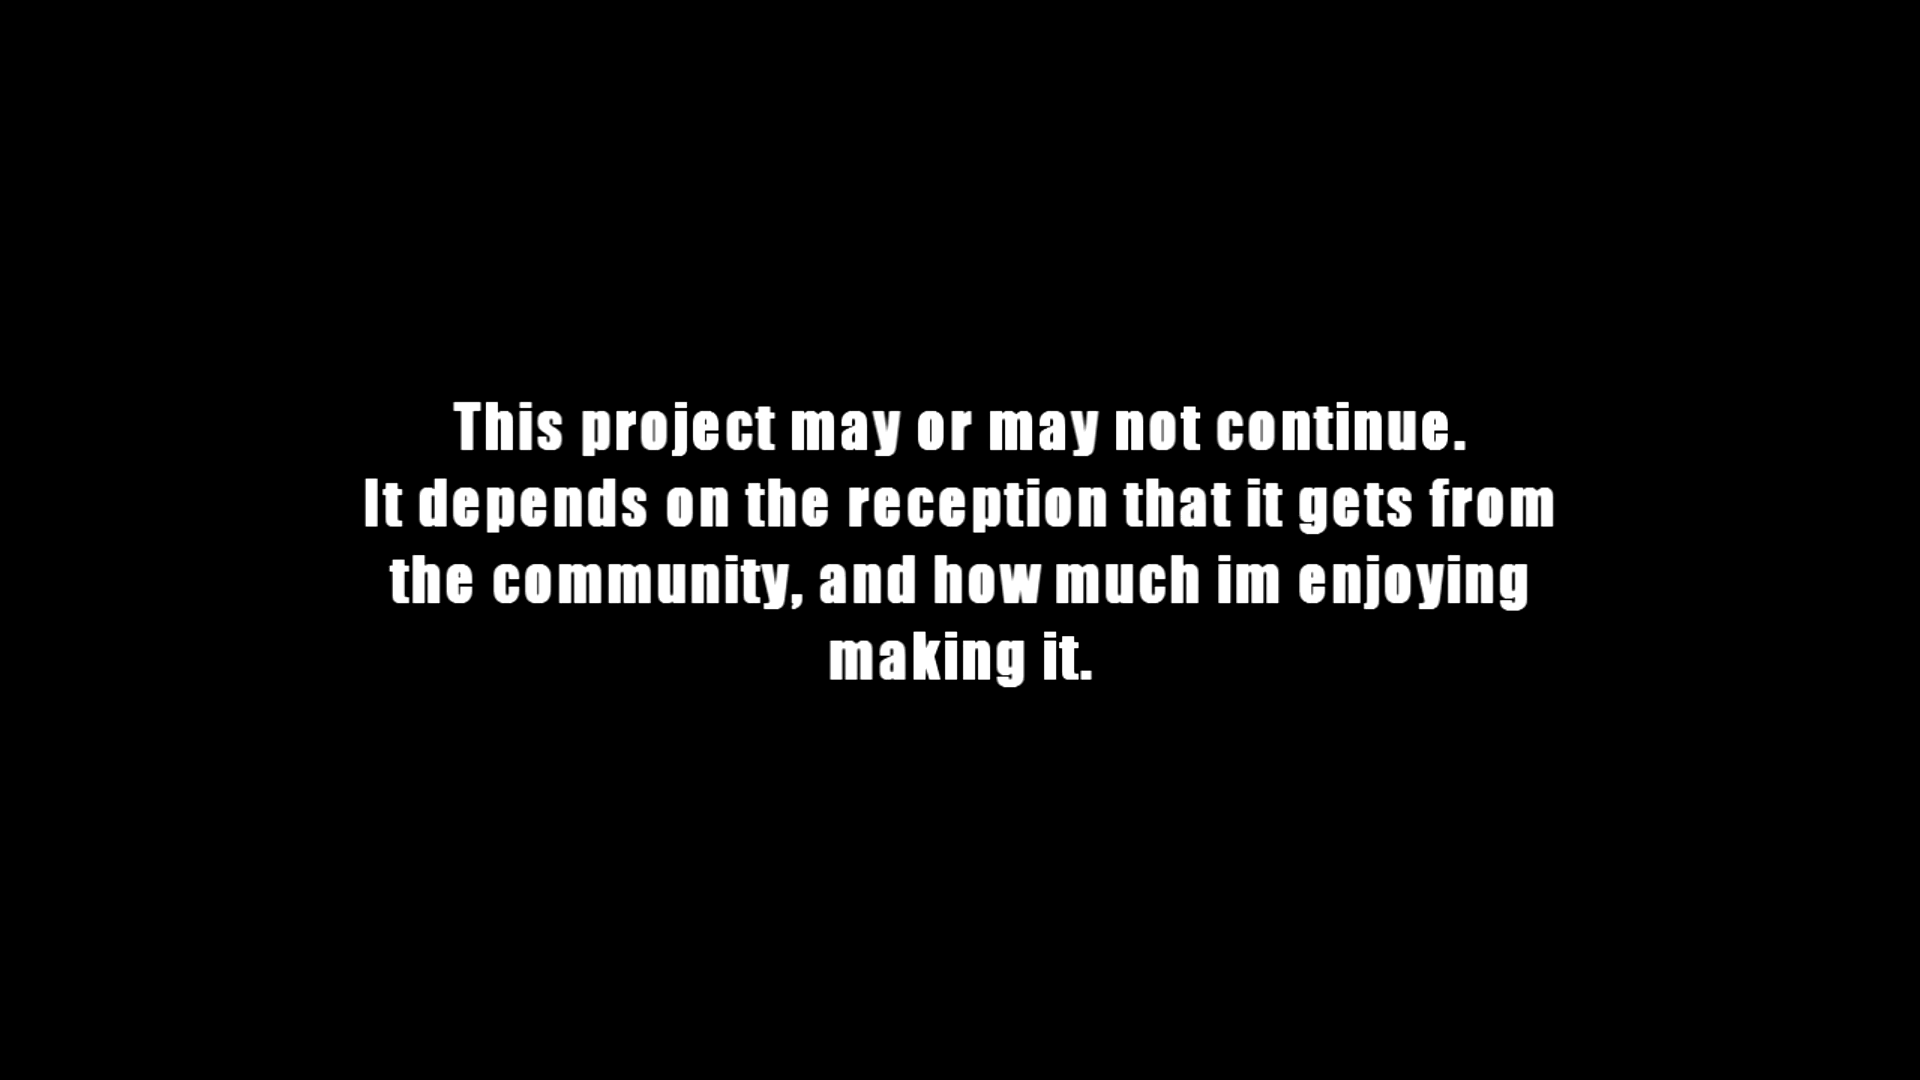 This project may or may not continue.
It depends on the reception that it gets from
the community, and how much im enjoying
making it.